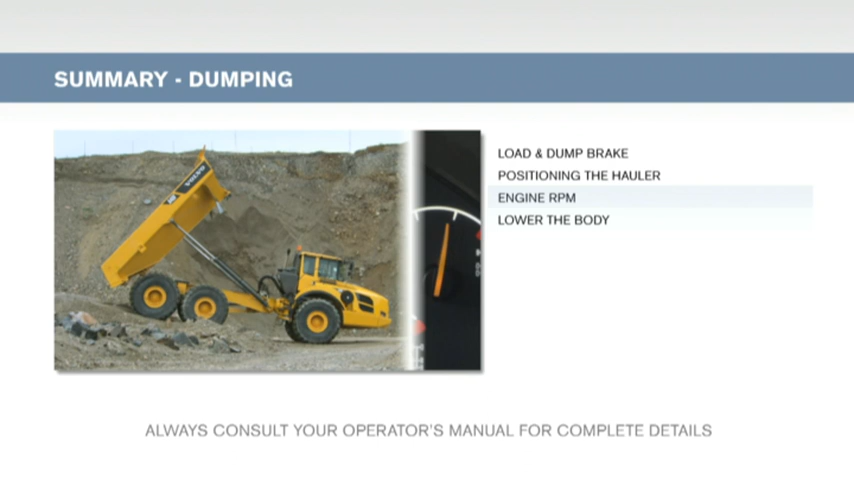 SUMMARY - DUMPING
VOLVO
LOAD & DUMP BRAKE
POSITIONING THE HAULER
ENGINE RPM
LOWER THE BODY
ALWAYS CONSULT YOUR OPERATOR'S MANUAL FOR COMPLETE DETAILS